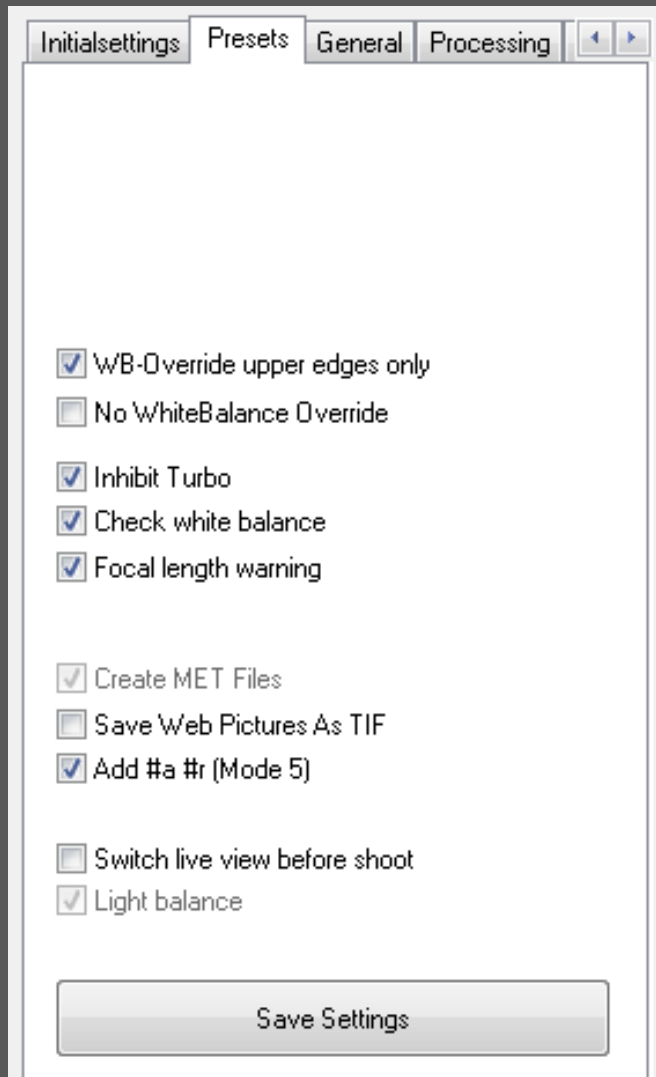 Initialsettings Presets General Processing
WB-Override upper edges only
No WhiteBalance Override
Inhibit Turbo
Check white balance
Focal length warning
Create MET Files
Save Web Pictures As TIF
Add #a #r (Mode 5)
Switch live view before shoot
Light balance
Save Settings